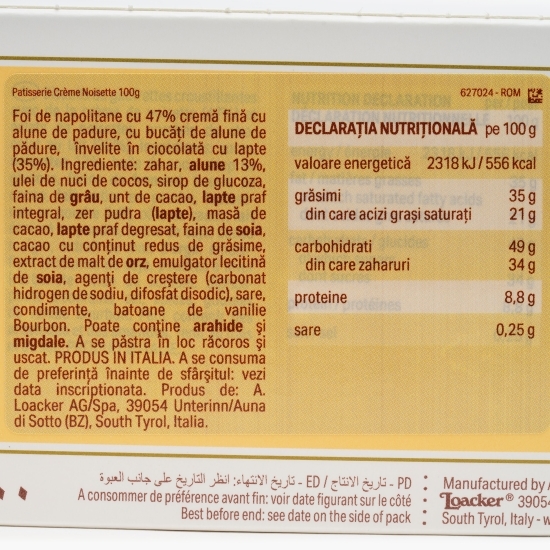 Patisserie Crème Noisette 100g
627024 - ROM
Foi de napolitane cu 47% cremă fină cu
alune de padure, cu bucăți de alune de
pădure, învelite în ciocolată cu lapte
(35%). Ingrediente: zahar, alune 13%,
ulei de nuci de cocos, sirop de glucoza,
faina de grâu, unt de cacao, lapte praf
integral, zer pudra (lapte), masă de
cacao, lapte praf degresat, faina de soia,
cacao cu conținut redus de grăsime,
extract de malt de orz, emulgator lecitină
de soia, agenți de creștere (carbonat
hidrogen de sodiu, difosfat disodic), sare,
condimente, batoane de vanilie
Bourbon. Poate conține arahide și
migdale. A se păstra în loc răcoros și
uscat. PRODUS IN ITALIA. A se consuma
de preferință înainte de sfârșitul: vezi
data inscriptionata. Produs de: A.
Loacker AG/Spa, 39054 Unterinn/Auna
di Sotto (BZ), South Tyrol, Italia.
NUTRITION DECLARATION
DECLARAȚIA NUTRIȚIONALĂ pe 100 g
valoare energetică 2318 kJ / 556 kcal
grăsimi 35 g
din care acizi grași saturați 21 g
carbohidrati 49 g
din care zaharuri 34 g
proteine 8,8 g
sare 0,25 g
PD - تاريخ الانتاج / ED - تاريخ الانتهاء: انظر التاريخ على جانب العبوة
A consommer de préférence avant fin: voir date figurant sur le côté
Best before end: see date on the side of pack
Manufactured by
Loacker® 3905
South Tyrol, Italy - w